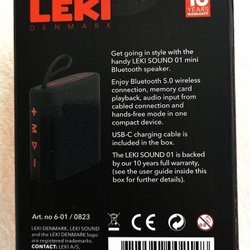 LEKI
DENMARK
10
YEARS
WARRANTY
Get going in style with the
handy LEKI SOUND 01 mini
Bluetooth speaker.
Enjoy Bluetooth 5.0 wireless
connection, memory card
playback, audio input from
cabled connection and
hands-free mode in one
compact device.
USB-C charging cable is
included in the box.
The LEKI SOUND 01 is backed
by our 10 year full warranty.
(see the user guide inside this
box for further details).
Art. no 6-01 / 0823
LEKI DENMARK, LEKI SOUND
and the LEKI DENMARK logo
are registered trademarks.
CONTACT: LEKI A/S,